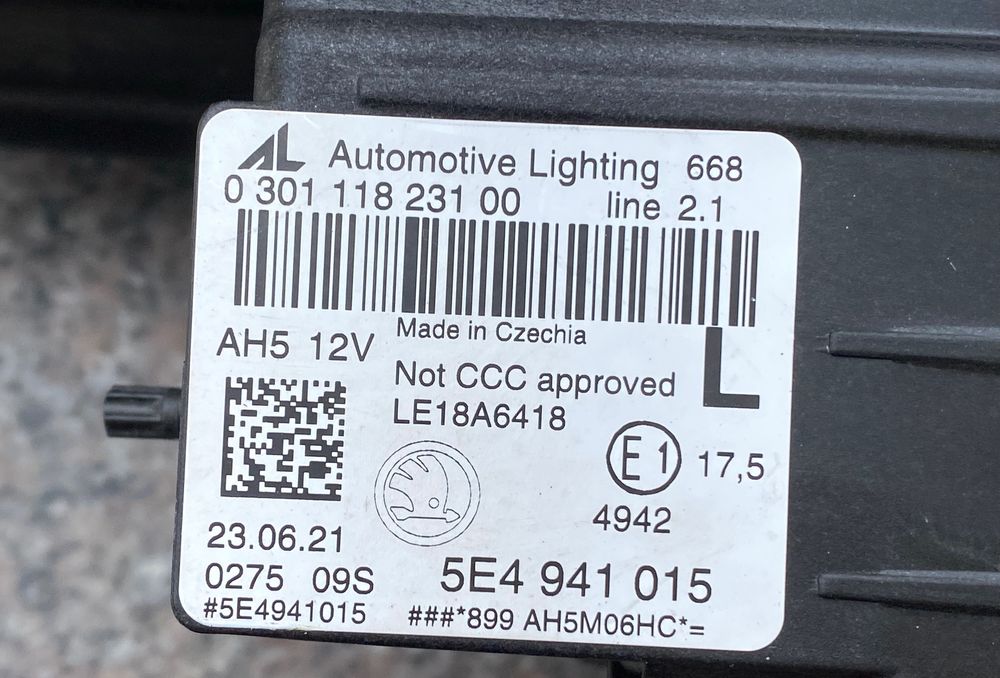 AL Automotive Lighting 668
0 301 118 231 00 line 2.1
Made in Czechia
AH5 12V
L
Not CCC approved
LE18A6418
E1 17,5
4942
23.06.21
0275 09S
5E4 941 015
#5E4941015 ###*899 AH5M06HC*=